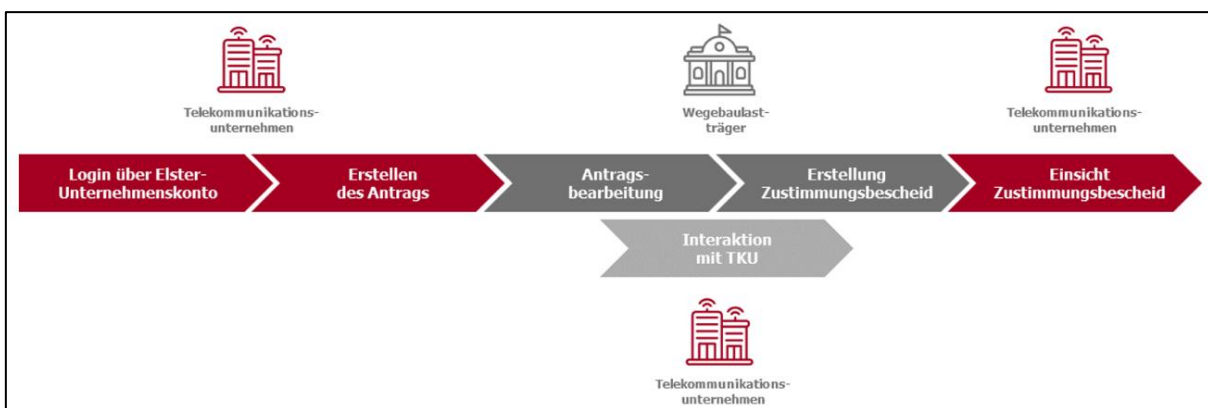 Telekommunikations-
unternehmen
Wegebaulast-
träger
Telekommunikations-
unternehmen
Login über Elster-
Unternehmenskonto
Erstellen
des Antrags
Antrags-
bearbeitung
Erstellung
Zustimmungsbescheid
Einsicht
Zustimmungsbescheid
Interaktion
mit TKU
Telekommunikations-
unternehmen